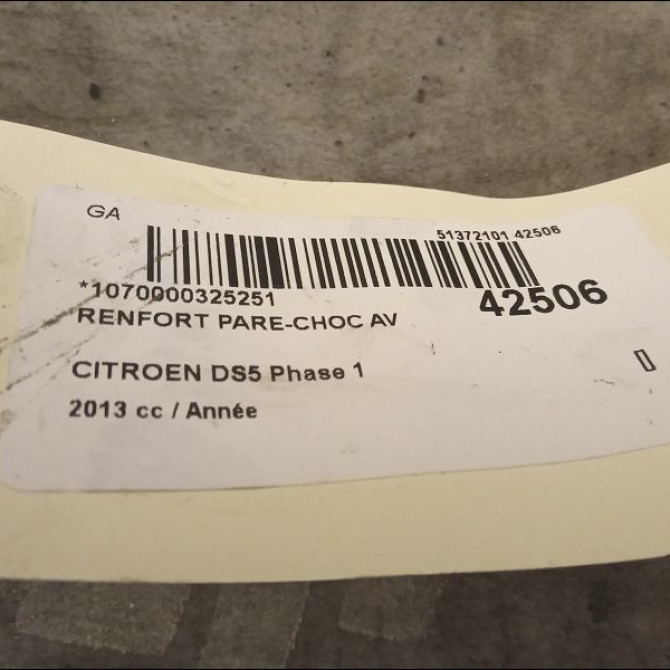 GA
51372101 42506
*1070000325251
42506
RENFORT PARE-CHOC AV
CITROEN DS5 Phase 1
2013 cc / Année